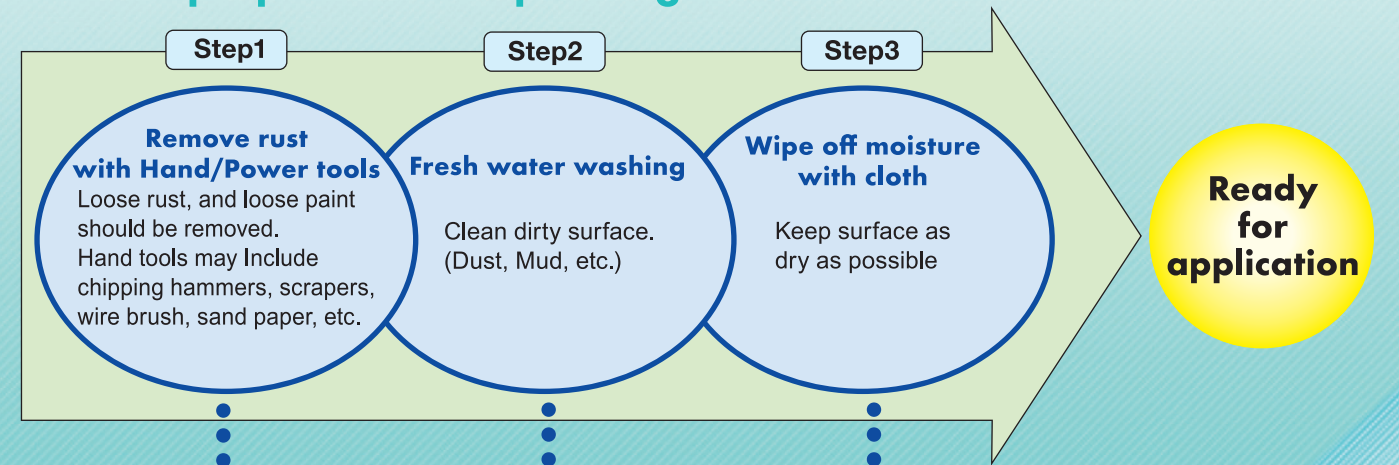 Step1
Remove rust
with Hand/Power tools
Loose rust, and loose paint
should be removed.
Hand tools may Include
chipping hammers, scrapers,
wire brush, sand paper, etc.
Step2
Fresh water washing
Clean dirty surface.
(Dust, Mud, etc.)
Step3
Wipe off moisture
with cloth
Keep surface as
dry as possible
Ready
for
application